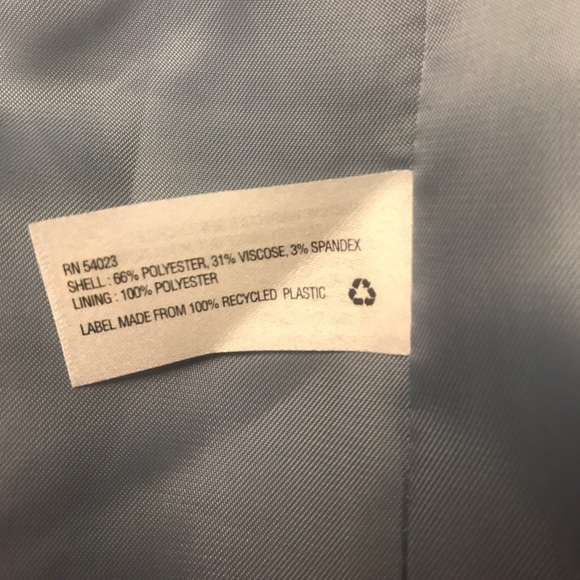 RN 54023
SHELL : 66% POLYESTER, 31% VISCOSE, 3% SPANDEX
LINING : 100% POLYESTER
LABEL MADE FROM 100% RECYCLED PLASTIC